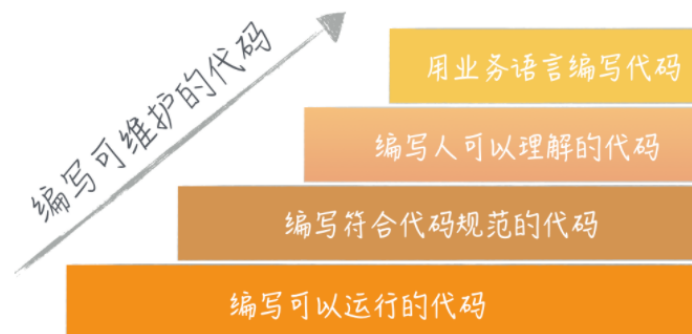 编写可维护的代码
用业务语言编写代码
编写人可以理解的代码
编写符合代码规范的代码
编写可以运行的代码